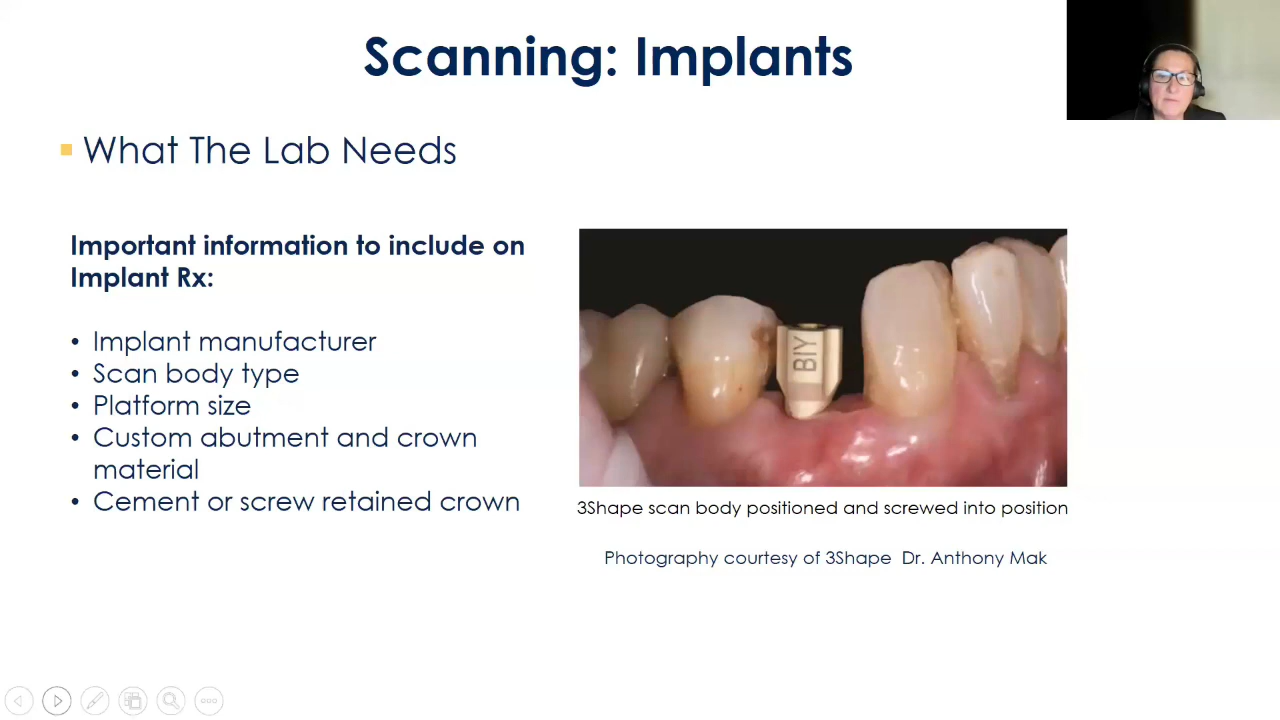 Scanning: Implants
▪ What The Lab Needs
Important information to include on
Implant Rx:
• Implant manufacturer
• Scan body type
• Platform size
• Custom abutment and crown
material
• Cement or screw retained crown
BIY
3Shape scan body positioned and screwed into position
Photography courtesy of 3Shape Dr. Anthony Mak